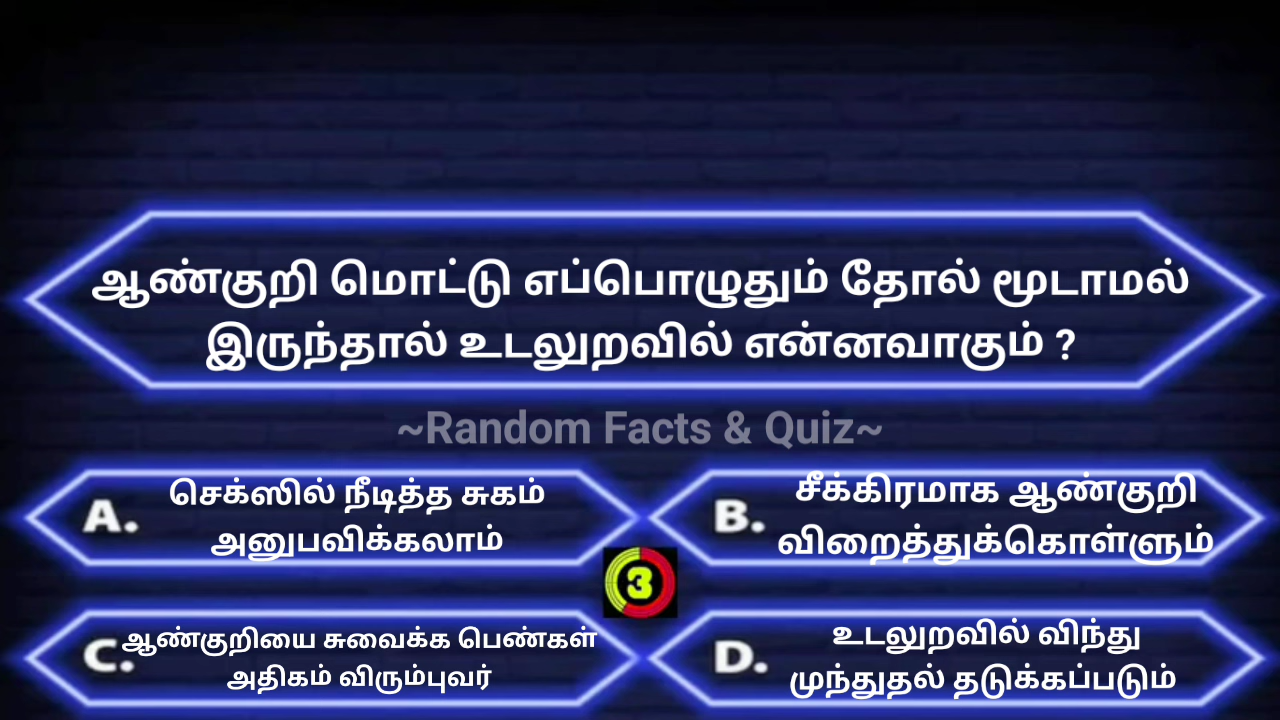 ஆண்குறி மொட்டு எப்பொழுதும் தோல் மூடாமல்
இருந்தால் உடலுறவில் என்னவாகும் ?
~Random Facts & Quiz~
A. செக்ஸில் நீடித்த சுகம்
அனுபவிக்கலாம்
B. சீக்கிரமாக ஆண்குறி
விறைத்துக்கொள்ளும்
3
C. ஆண்குறியை சுவைக்க பெண்கள்
அதிகம் விரும்புவர்
D. உடலுறவில் விந்து
முந்துதல் தடுக்கப்படும்